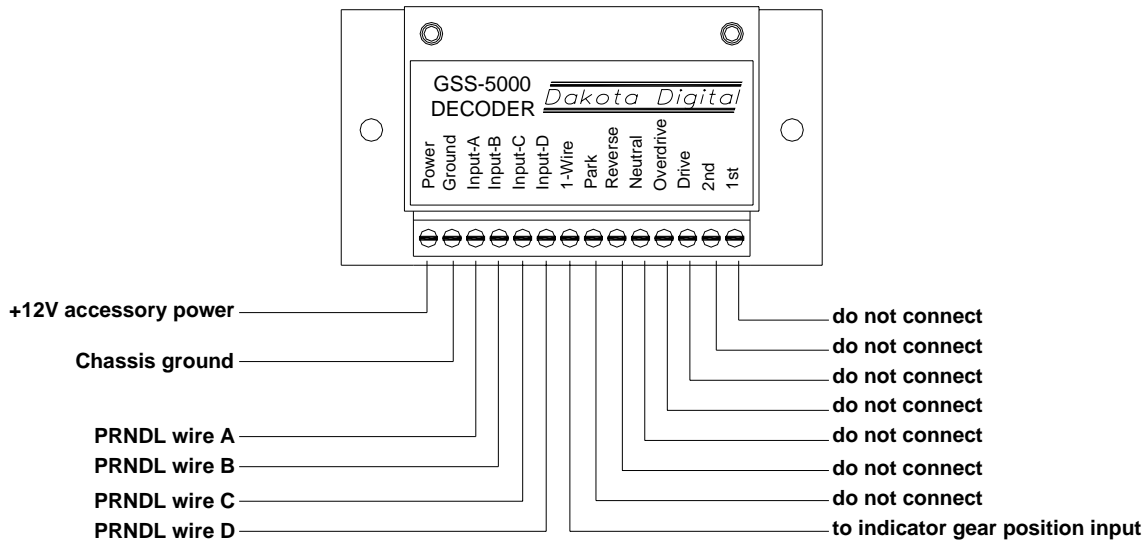 GSS-5000
DECODER
Dakota Digital
Power
Ground
Input-A
Input-B
Input-C
Input-D
1-Wire
Park
Reverse
Neutral
Overdrive
Drive
2nd
1st
+12V accessory power
Chassis ground
PRNDL wire A
PRNDL wire B
PRNDL wire C
PRNDL wire D
do not connect
do not connect
do not connect
do not connect
do not connect
do not connect
do not connect
to indicator gear position input